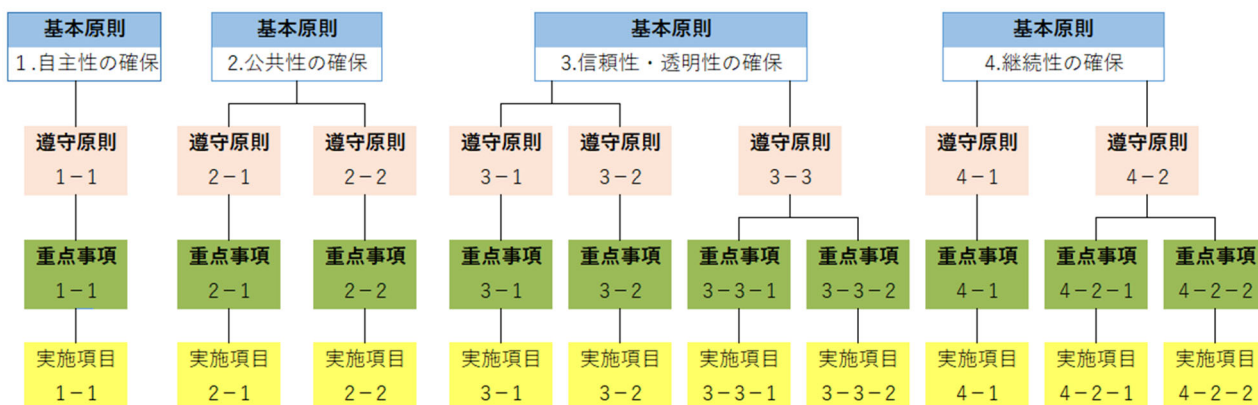 基本原則
1.自主性の確保
基本原則
2.公共性の確保
基本原則
3.信頼性・透明性の確保
基本原則
4.継続性の確保
遵守原則
1−1
遵守原則
2−1
遵守原則
2−2
遵守原則
3−1
遵守原則
3−2
遵守原則
3−3
遵守原則
4−1
遵守原則
4−2
重点事項
1−1
重点事項
2−1
重点事項
2−2
重点事項
3−1
重点事項
3−2
重点事項
3−3−1
重点事項
3−3−2
重点事項
4−1
重点事項
4−2−1
重点事項
4−2−2
実施項目
1−1
実施項目
2−1
実施項目
2−2
実施項目
3−1
実施項目
3−2
実施項目
3−3−1
実施項目
3−3−2
実施項目
4−1
実施項目
4−2−1
実施項目
4−2−2